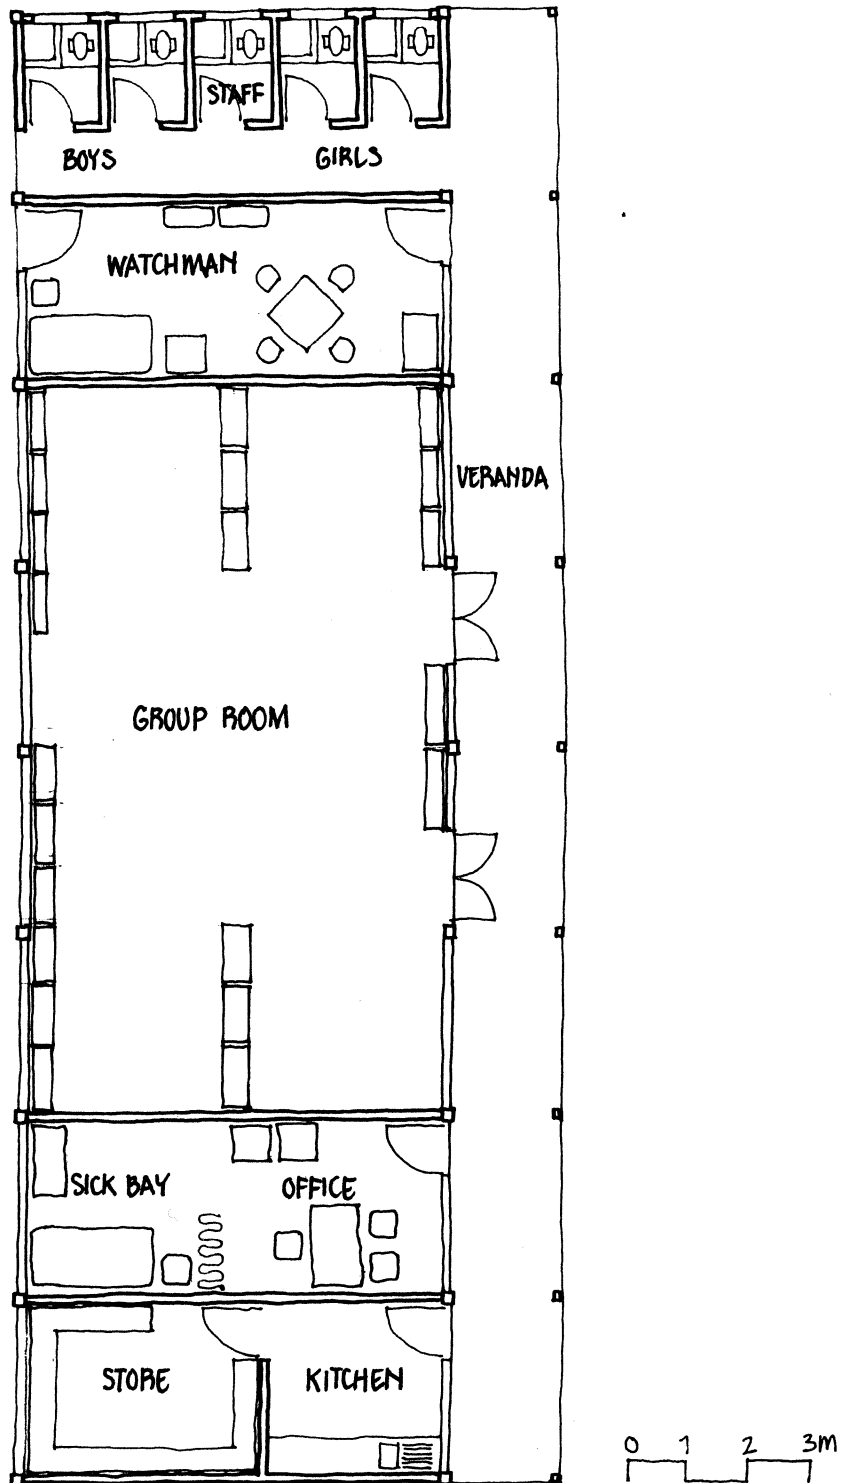 STAFF
BOYS
GIRLS
WATCHMAN
VERANDA
GROUP ROOM
SICK BAY
OFFICE
STORE
KITCHEN
0 1 2 3m